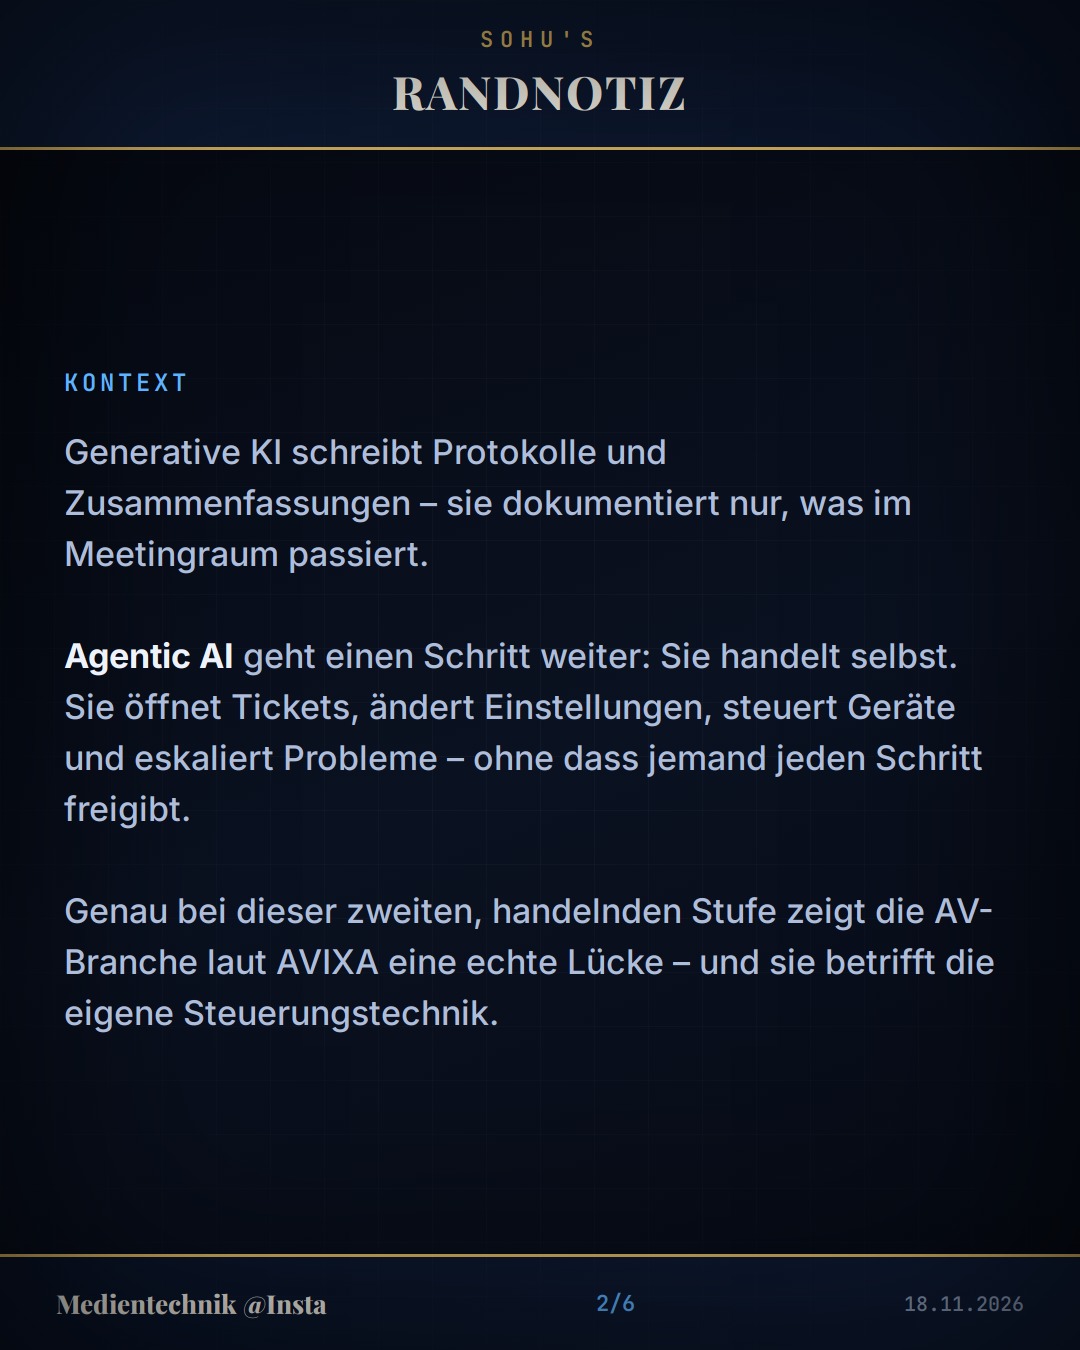 SOHU'S
RANDNOTIZ
KONTEXT
Generative KI schreibt Protokolle und
Zusammenfassungen – sie dokumentiert nur, was im
Meetingraum passiert.
Agentic AI geht einen Schritt weiter: Sie handelt selbst.
Sie öffnet Tickets, ändert Einstellungen, steuert Geräte
und eskaliert Probleme – ohne dass jemand jeden Schritt
freigibt.
Genau bei dieser zweiten, handelnden Stufe zeigt die AV-
Branche laut AVIXA eine echte Lücke – und sie betrifft die
eigene Steuerungstechnik.
Medientechnik @Insta
2/6
18.11.2026